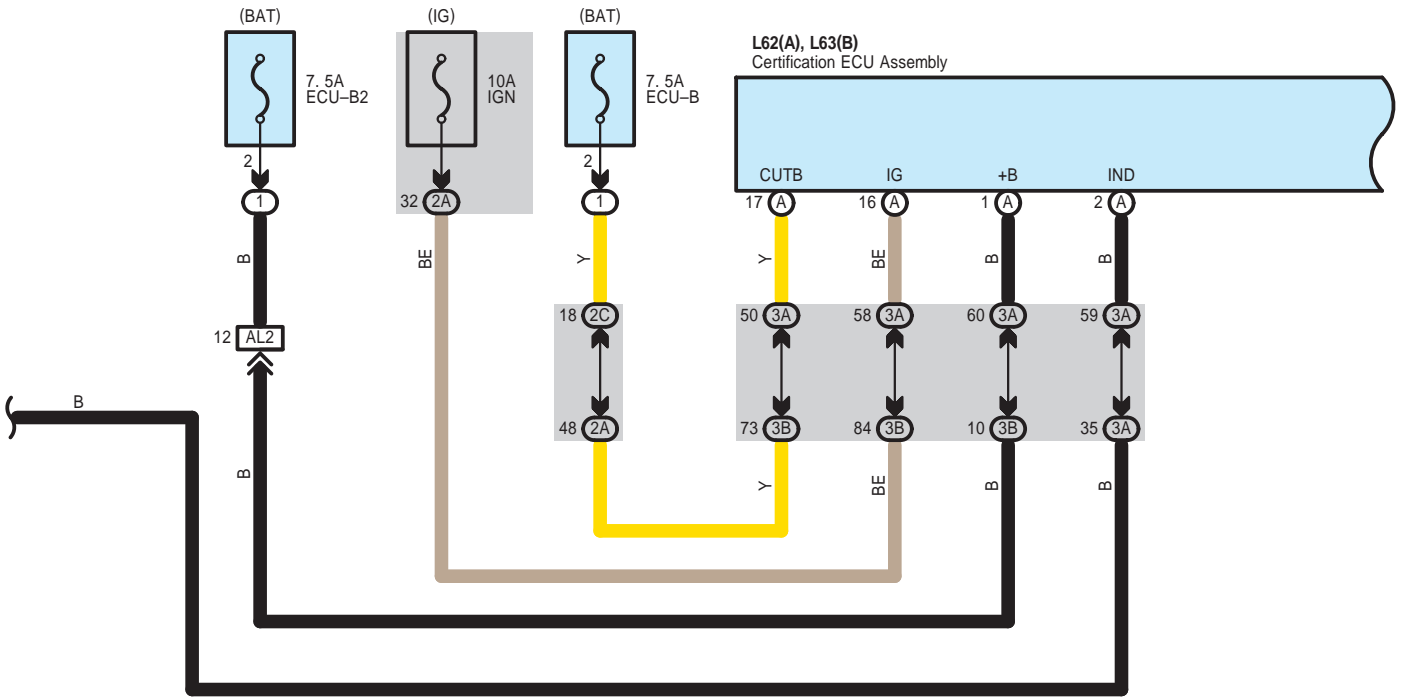 (BAT) (IG) (BAT)
L62(A), L63(B)
Certification ECU Assembly
7. 5A
ECU–B2
10A
IGN
7. 5A
ECU–B
2 2
CUTB IG +B IND
1 32 2A 1 17 A 16 A 1 A 2 A
B BE Y Y BE B B
18 2C 50 3A 58 3A 60 3A 59 3A
12 AL2
B
48 2A 73 3B 84 3B 10 3B 35 3A
B Y BE B B